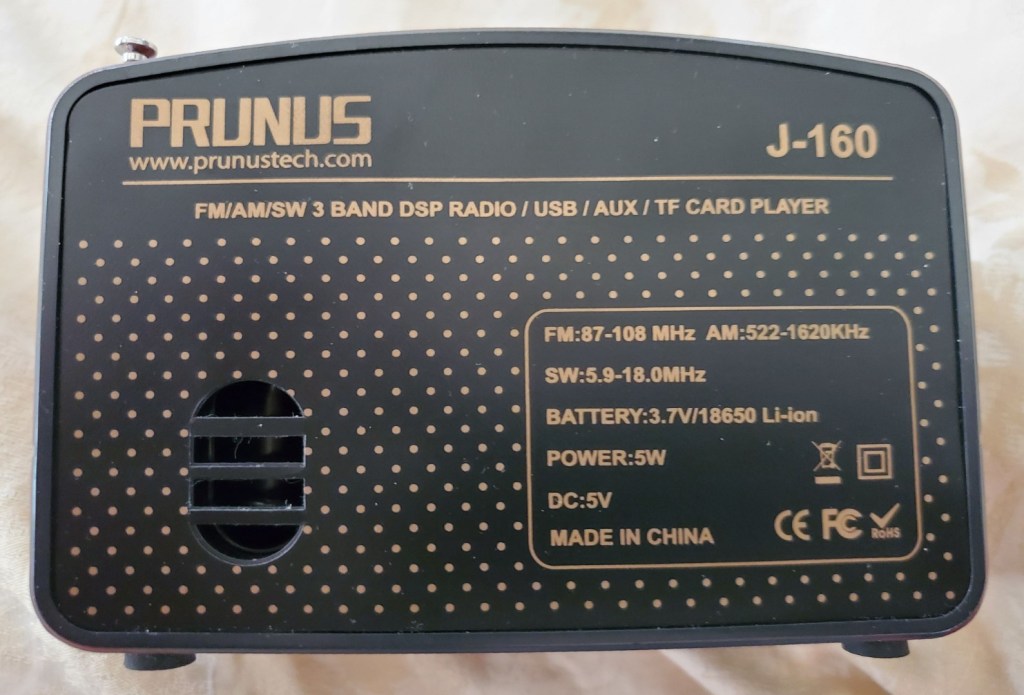 PRUNUS
www.prunustech.com
J-160
FM/AM/SW 3 BAND DSP RADIO / USB / AUX / TF CARD PLAYER
FM:87-108 MHz AM:522-1620KHz
SW:5.9-18.0MHz
BATTERY:3.7V/18650 Li-ion
POWER:5W
DC:5V
MADE IN CHINA
CE FC RoHS